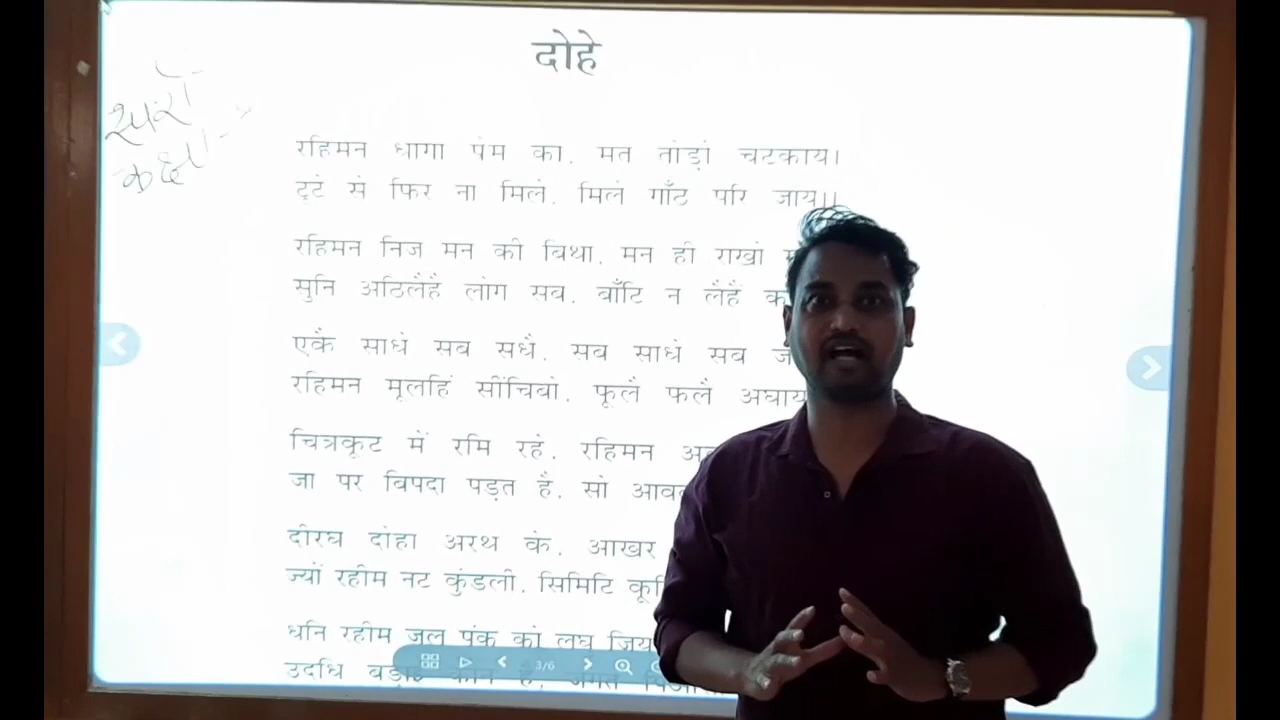 दोहे
रहिमन धागा प्रेम का, मत तोड़ो चटकाय।
टूटे से फिर ना मिले, मिले गाँठ परि जाय।।
रहिमन निज मन की बिथा, मन ही राखो
सुनि अठिलैहैं लोग सब, बाँटि न लैहैं
एकै साधे सब सधै, सब साधे सब
रहिमन मूलहिं सींचिबो, फूलै फलै अघाय
चित्रकूट में रमि रहे, रहिमन
जा पर बिपदा पड़त है, सो
दीरघ दोहा अरथ के, आखर
ज्यों रहीम नट कुंडली, सिमिटि
धनि रहीम जल पंक को लघु जिय
उदधि
3/6